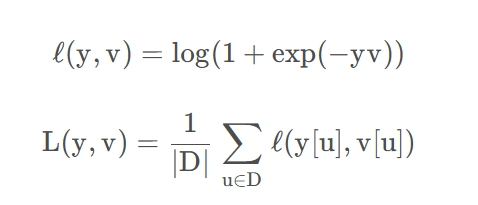 ℓ(y, v) = log(1 + exp(−yv))
L(y, v) = 1/|D| ∑_{u∈D} ℓ(y[u], v[u])